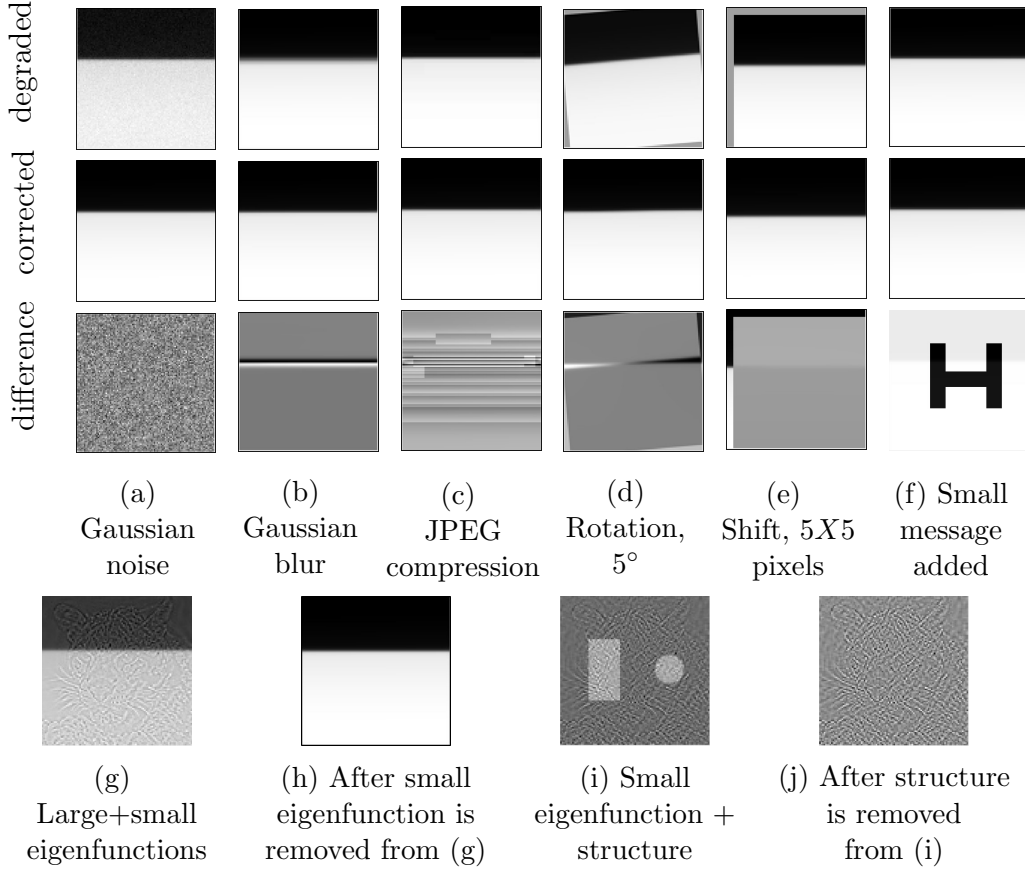 degraded
corrected
difference
H
(a)
Gaussian
noise
(b)
Gaussian
blur
(c)
JPEG
compression
(d)
Rotation,
5°
(e)
Shift, 5X5
pixels
(f) Small
message
added
(g)
Large+small
eigenfunctions
(h) After small
eigenfunction is
removed from (g)
(i) Small
eigenfunction +
structure
(j) After structure
is removed
from (i)